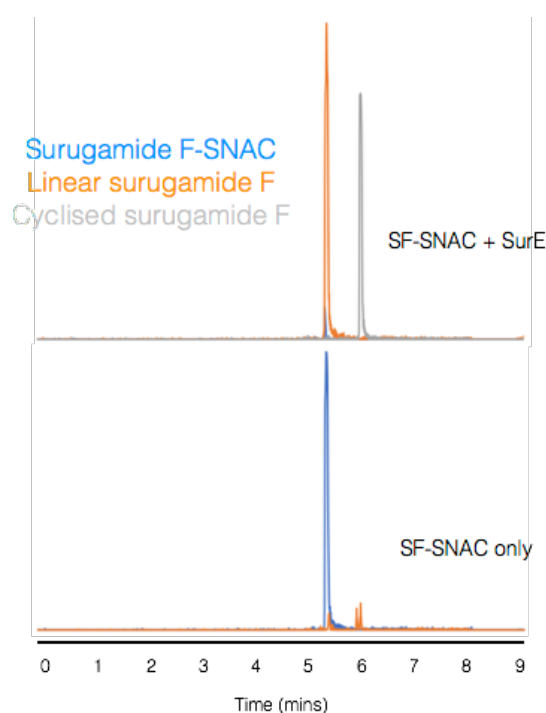 Surugamide F-SNAC
Linear surugamide F
Cyclised surugamide F
SF-SNAC + SurE
SF-SNAC only
0 1 2 3 4 5 6 7 8 9
Time (mins)